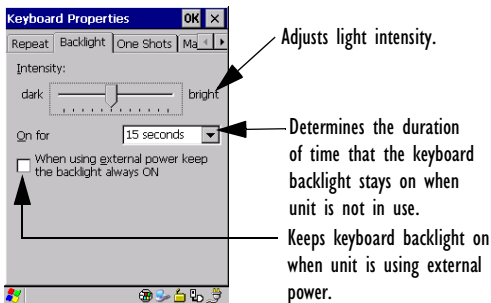 Keyboard Properties OK ×
Repeat Backlight One Shots Ma
Intensity:
dark bright
On for 15 seconds
When using external power keep
the backlight always ON
Adjusts light intensity.
Determines the duration
of time that the keyboard
backlight stays on when
unit is not in use.
Keeps keyboard backlight on
when unit is using external
power.